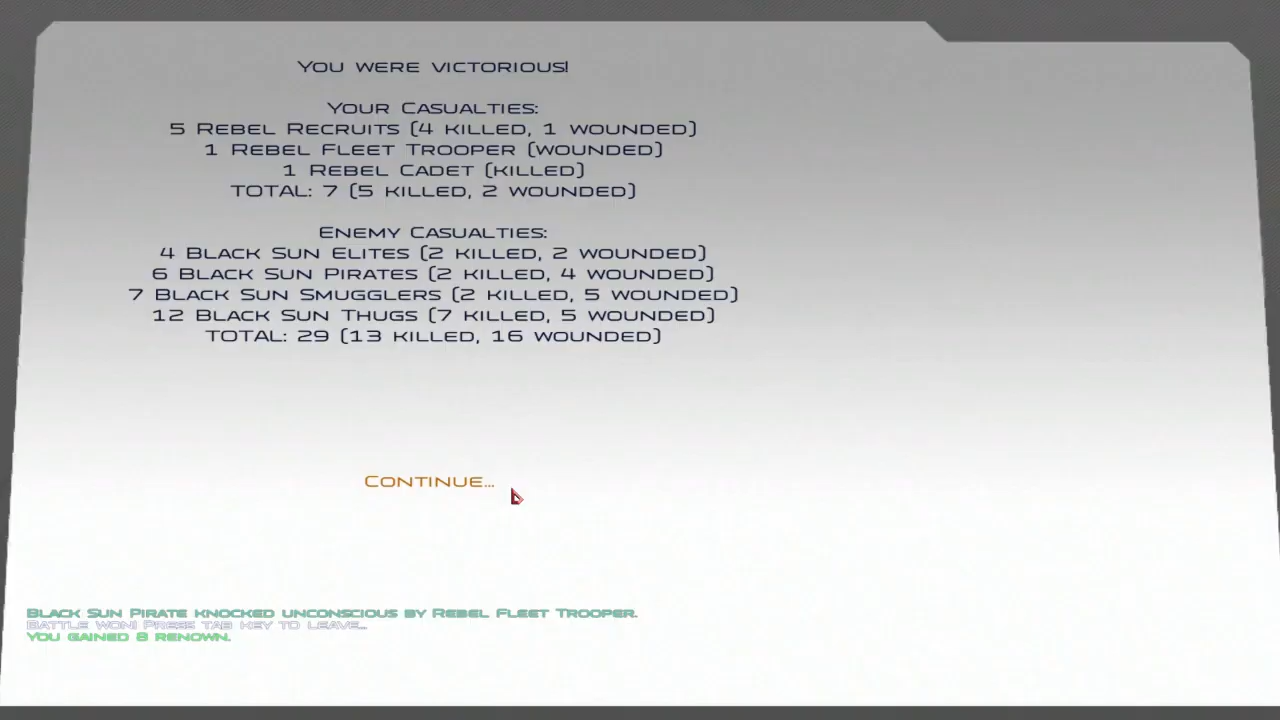 You were victorious!
Your Casualties:
5 Rebel Recruits (4 killed, 1 wounded)
1 Rebel Fleet Trooper (wounded)
1 Rebel Cadet (killed)
TOTAL: 7 (5 killed, 2 wounded)
Enemy Casualties:
4 Black Sun Elites (2 killed, 2 wounded)
6 Black Sun Pirates (2 killed, 4 wounded)
7 Black Sun Smugglers (2 killed, 5 wounded)
12 Black Sun Thugs (7 killed, 5 wounded)
TOTAL: 29 (13 killed, 16 wounded)
Continue...
Black Sun Pirate knocked unconscious by Rebel Fleet Trooper.
Battle won! Press tab key to leave...
You gained 8 renown.